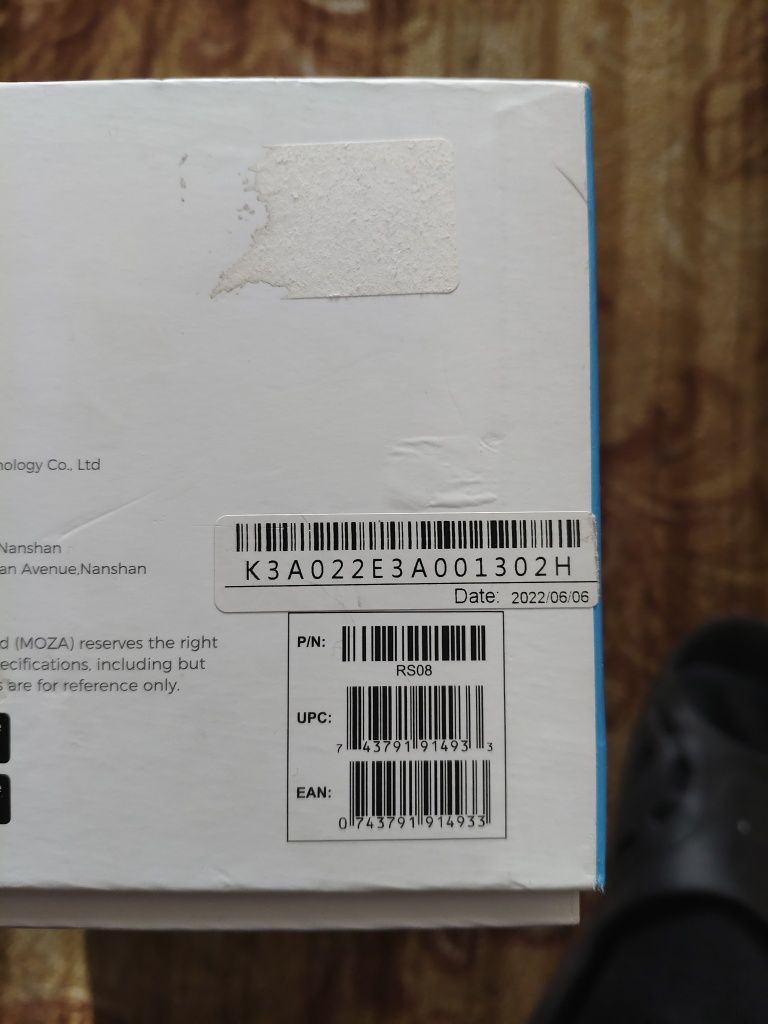 nology Co., Ltd
Nanshan
an Avenue,Nanshan
d (MOZA) reserves the right
ecifications, including but
s are for reference only.
K3A022E3A001302H
Date: 2022/06/06
P/N:
RS08
UPC:
7 43791 91493 3
EAN:
0 743791 914933